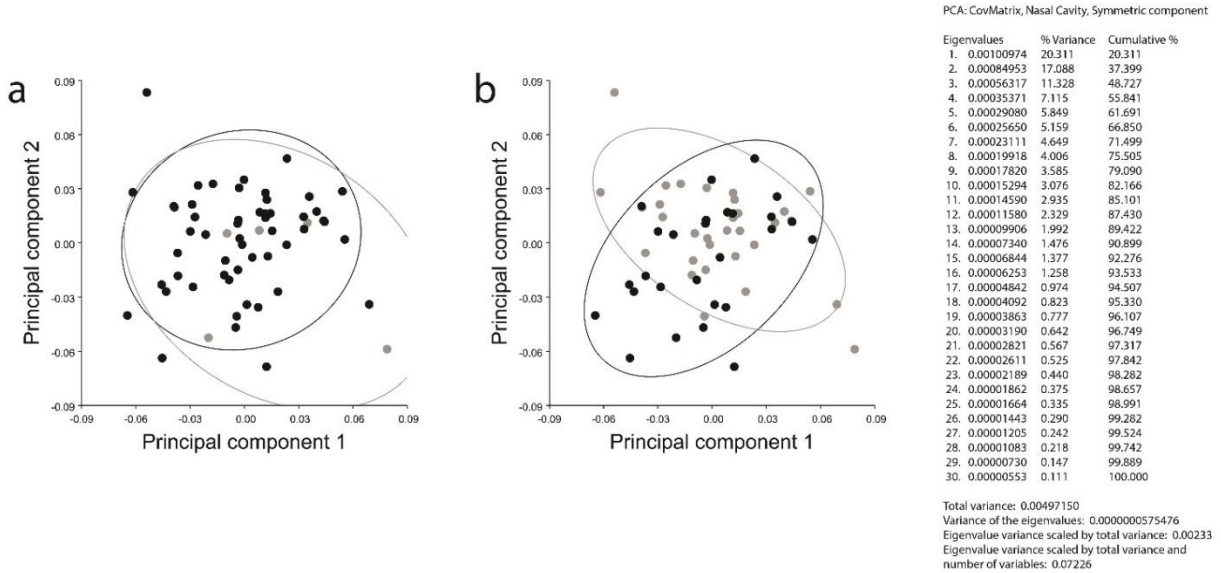 a
Principal component 2
0.09
0.06
0.03
0.00
-0.03
-0.06
-0.09
-0.09 -0.06 -0.03 0.00 0.03 0.06 0.09
Principal component 1
b
Principal component 2
0.09
0.06
0.03
0.00
-0.03
-0.06
-0.09
-0.09 -0.06 -0.03 0.00 0.03 0.06 0.09
Principal component 1
PCA: CovMatrix, Nasal Cavity, Symmetric component
Eigenvalues % Variance Cumulative %
1. 0.00100974 20.311 20.311
2. 0.00084953 17.088 37.399
3. 0.00056317 11.328 48.727
4. 0.00035371 7.115 55.841
5. 0.00029080 5.849 61.691
6. 0.00025650 5.159 66.850
7. 0.00023111 4.649 71.499
8. 0.00019918 4.006 75.505
9. 0.00017820 3.585 79.090
10. 0.00015294 3.076 82.166
11. 0.00014590 2.935 85.101
12. 0.00011580 2.329 87.430
13. 0.00009906 1.992 89.422
14. 0.00007340 1.476 90.899
15. 0.00006844 1.377 92.276
16. 0.00006253 1.258 93.533
17. 0.00004842 0.974 94.507
18. 0.00004092 0.823 95.330
19. 0.00003863 0.777 96.107
20. 0.00003190 0.642 96.749
21. 0.00002821 0.567 97.317
22. 0.00002611 0.525 97.842
23. 0.00002189 0.440 98.282
24. 0.00001862 0.375 98.657
25. 0.00001664 0.335 98.991
26. 0.00001443 0.290 99.282
27. 0.00001205 0.242 99.524
28. 0.00001083 0.218 99.742
29. 0.00000730 0.147 99.889
30. 0.00000553 0.111 100.000
Total variance: 0.00497150
Variance of the eigenvalues: 0.0000000575476
Eigenvalue variance scaled by total variance: 0.00233
Eigenvalue variance scaled by total variance and
number of variables: 0.07226